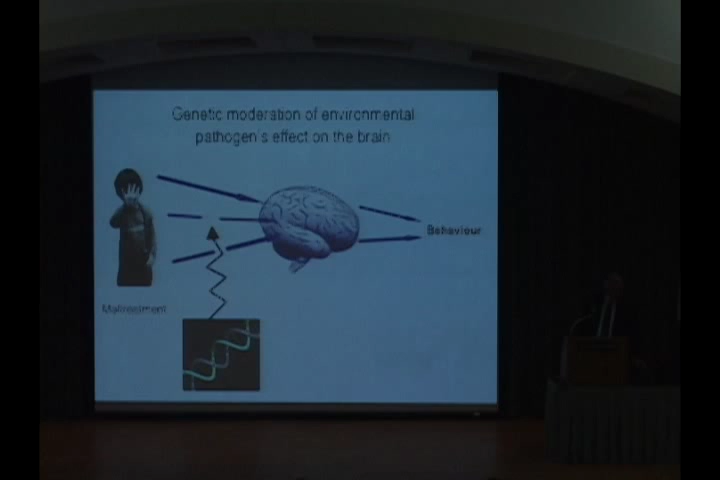 Genetic moderation of environmental
pathogen's effect on the brain
Behaviour
Maltreatment